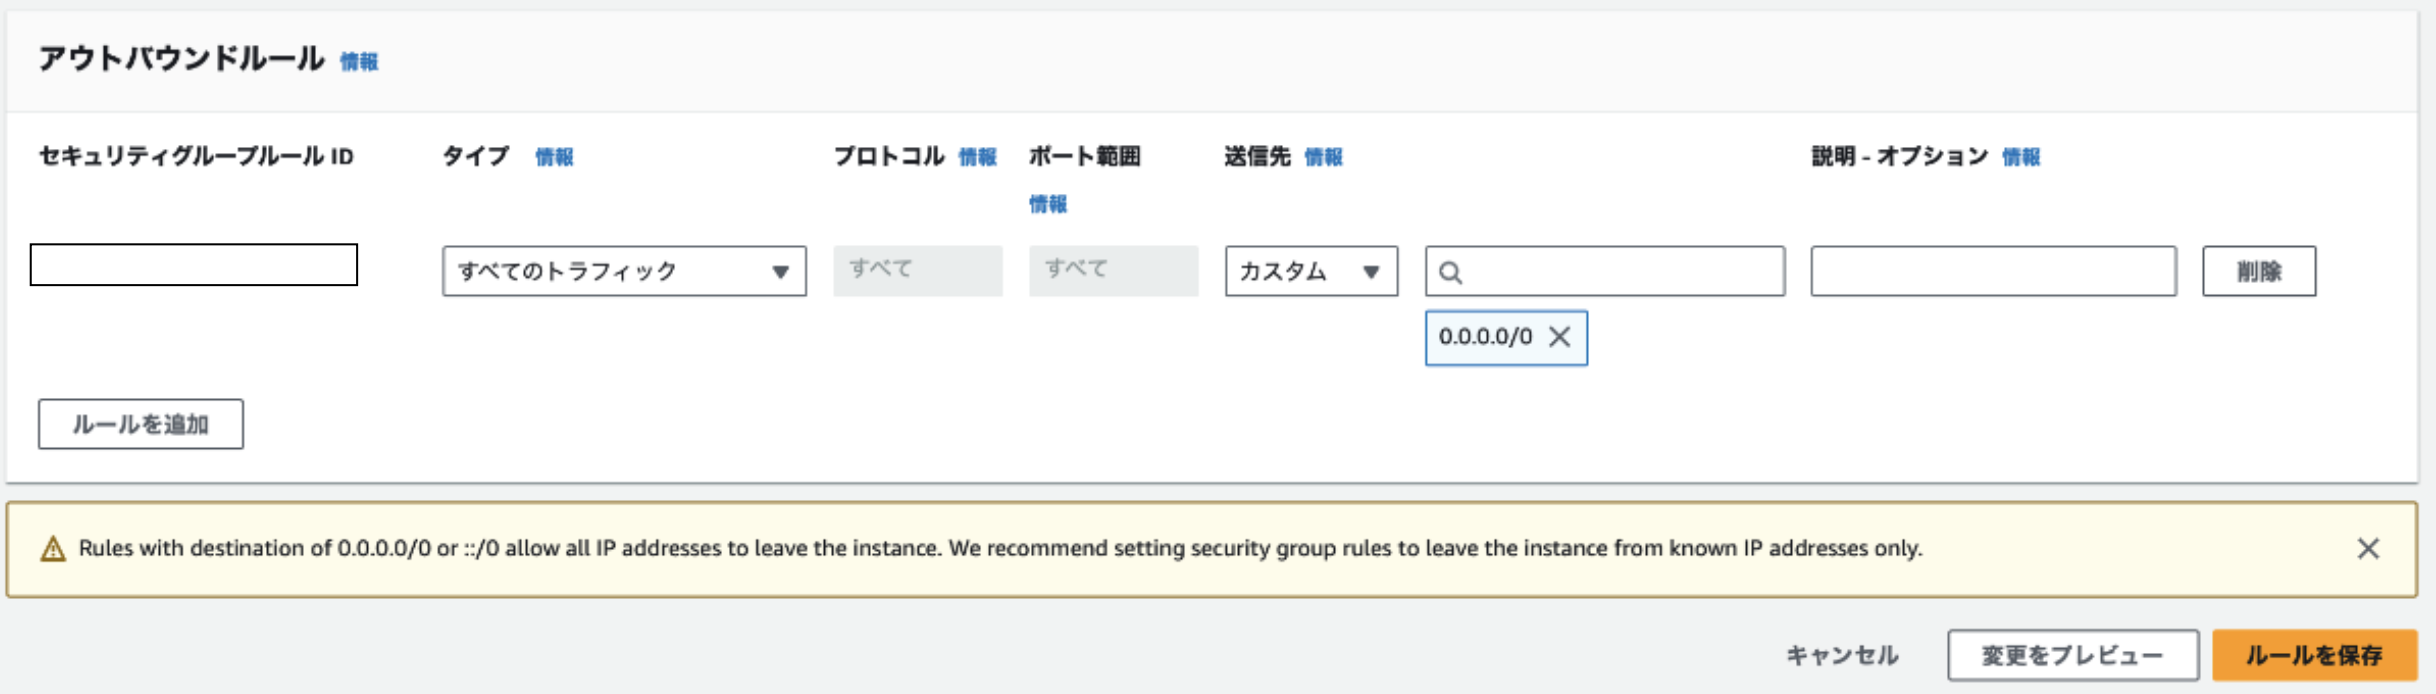 アウトバウンドルール 情報
セキュリティグループルール ID タイプ 情報 プロトコル 情報 ポート範囲 情報 送信先 情報 説明 - オプション 情報
すべてのトラフィック すべて すべて カスタム 削除
0.0.0.0/0
ルールを追加
Rules with destination of 0.0.0.0/0 or ::/0 allow all IP addresses to leave the instance. We recommend setting security group rules to leave the instance from known IP addresses only.
キャンセル 変更をプレビュー ルールを保存